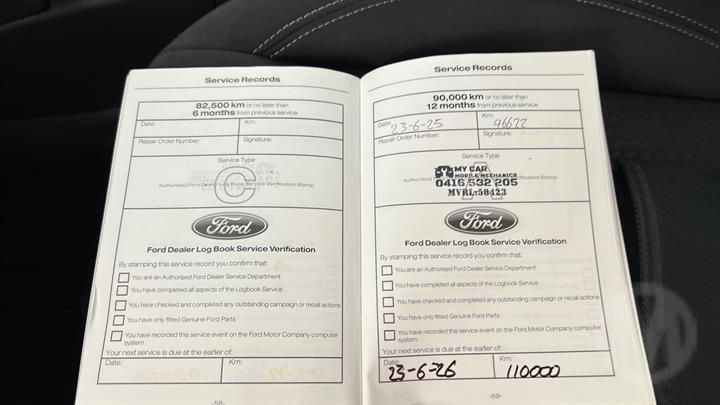 Service Records
82,500 km or no later than
6 months from previous service
Date:
Km:
Repair Order Number:
Signature:
Service Type
Authorised Ford Dealer Log Book Service Verification Stamp
C
Ford
Ford Dealer Log Book Service Verification
By stamping this service record you confirm that:
You are an Authorised Ford Dealer Service Department
You have completed all aspects of the Logbook Service
You have checked and completed any outstanding campaign or recall actions
You have only fitted Genuine Ford Parts
You have recorded this service event on the Ford Motor Company computer
system
Your next service is due at the earlier of:
Date:
Km:
-58-
Service Records
90,000 km or no later than
12 months from previous service
Date: 23-6-25
Km: 96622
Repair Order Number:
Signature:
Service Type
A
MY CAR
MOBILE MECHANIC
0416 532 205
MVRL:58423
Ford
Ford Dealer Log Book Service Verification
By stamping this service record you confirm that:
You are an Authorised Ford Dealer Service Department
You have completed all aspects of the Logbook Service
You have checked and completed any outstanding campaign or recall actions
You have only fitted Genuine Ford Parts
You have recorded this service event on the Ford Motor Company computer
system
Your next service is due at the earlier of:
Date: 23-6-26
Km: 110000
-59-